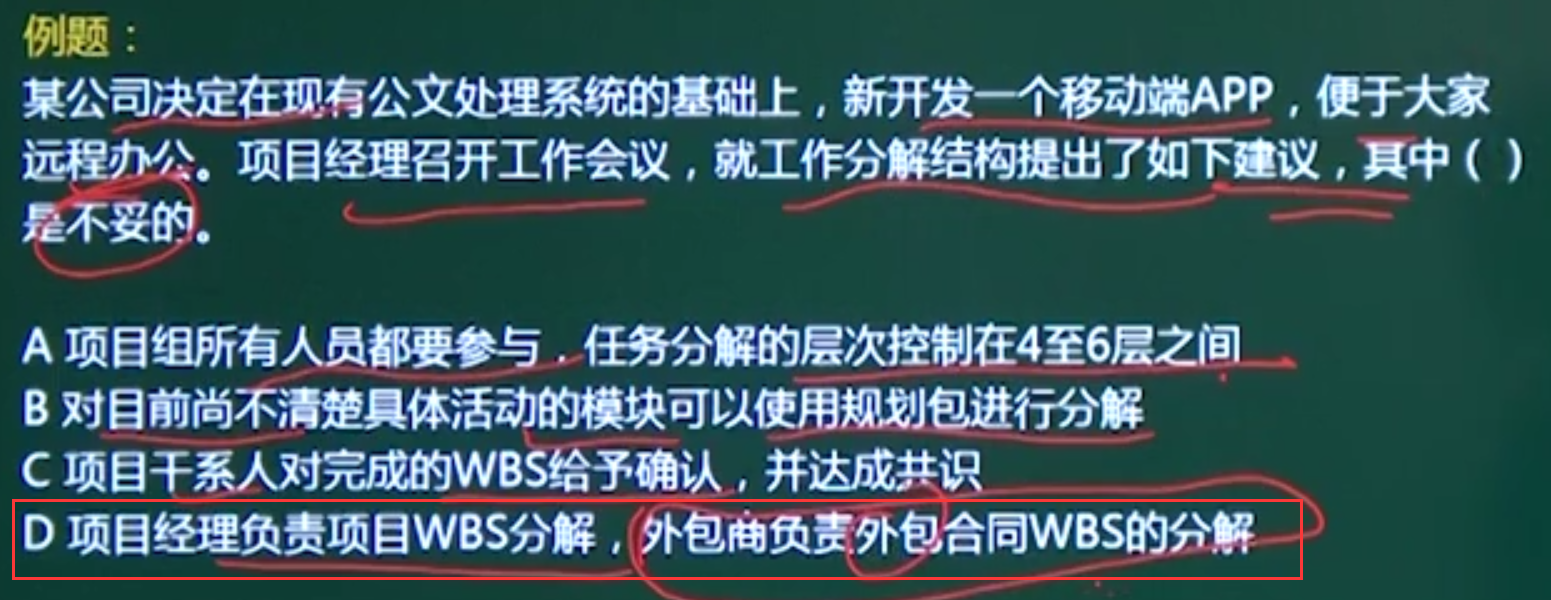 例题：
某公司决定在现有公文处理系统的基础上，新开发一个移动端APP，便于大家
远程办公。项目经理召开工作会议，就工作分解结构提出了如下建议，其中（ ）
是不妥的。
A 项目组所有人员都要参与，任务分解的层次控制在4至6层之间
B 对目前尚不清楚具体活动的模块可以使用规划包进行分解
C 项目干系人对完成的WBS给予确认，并达成共识
D 项目经理负责项目WBS分解，外包商负责外包合同WBS的分解